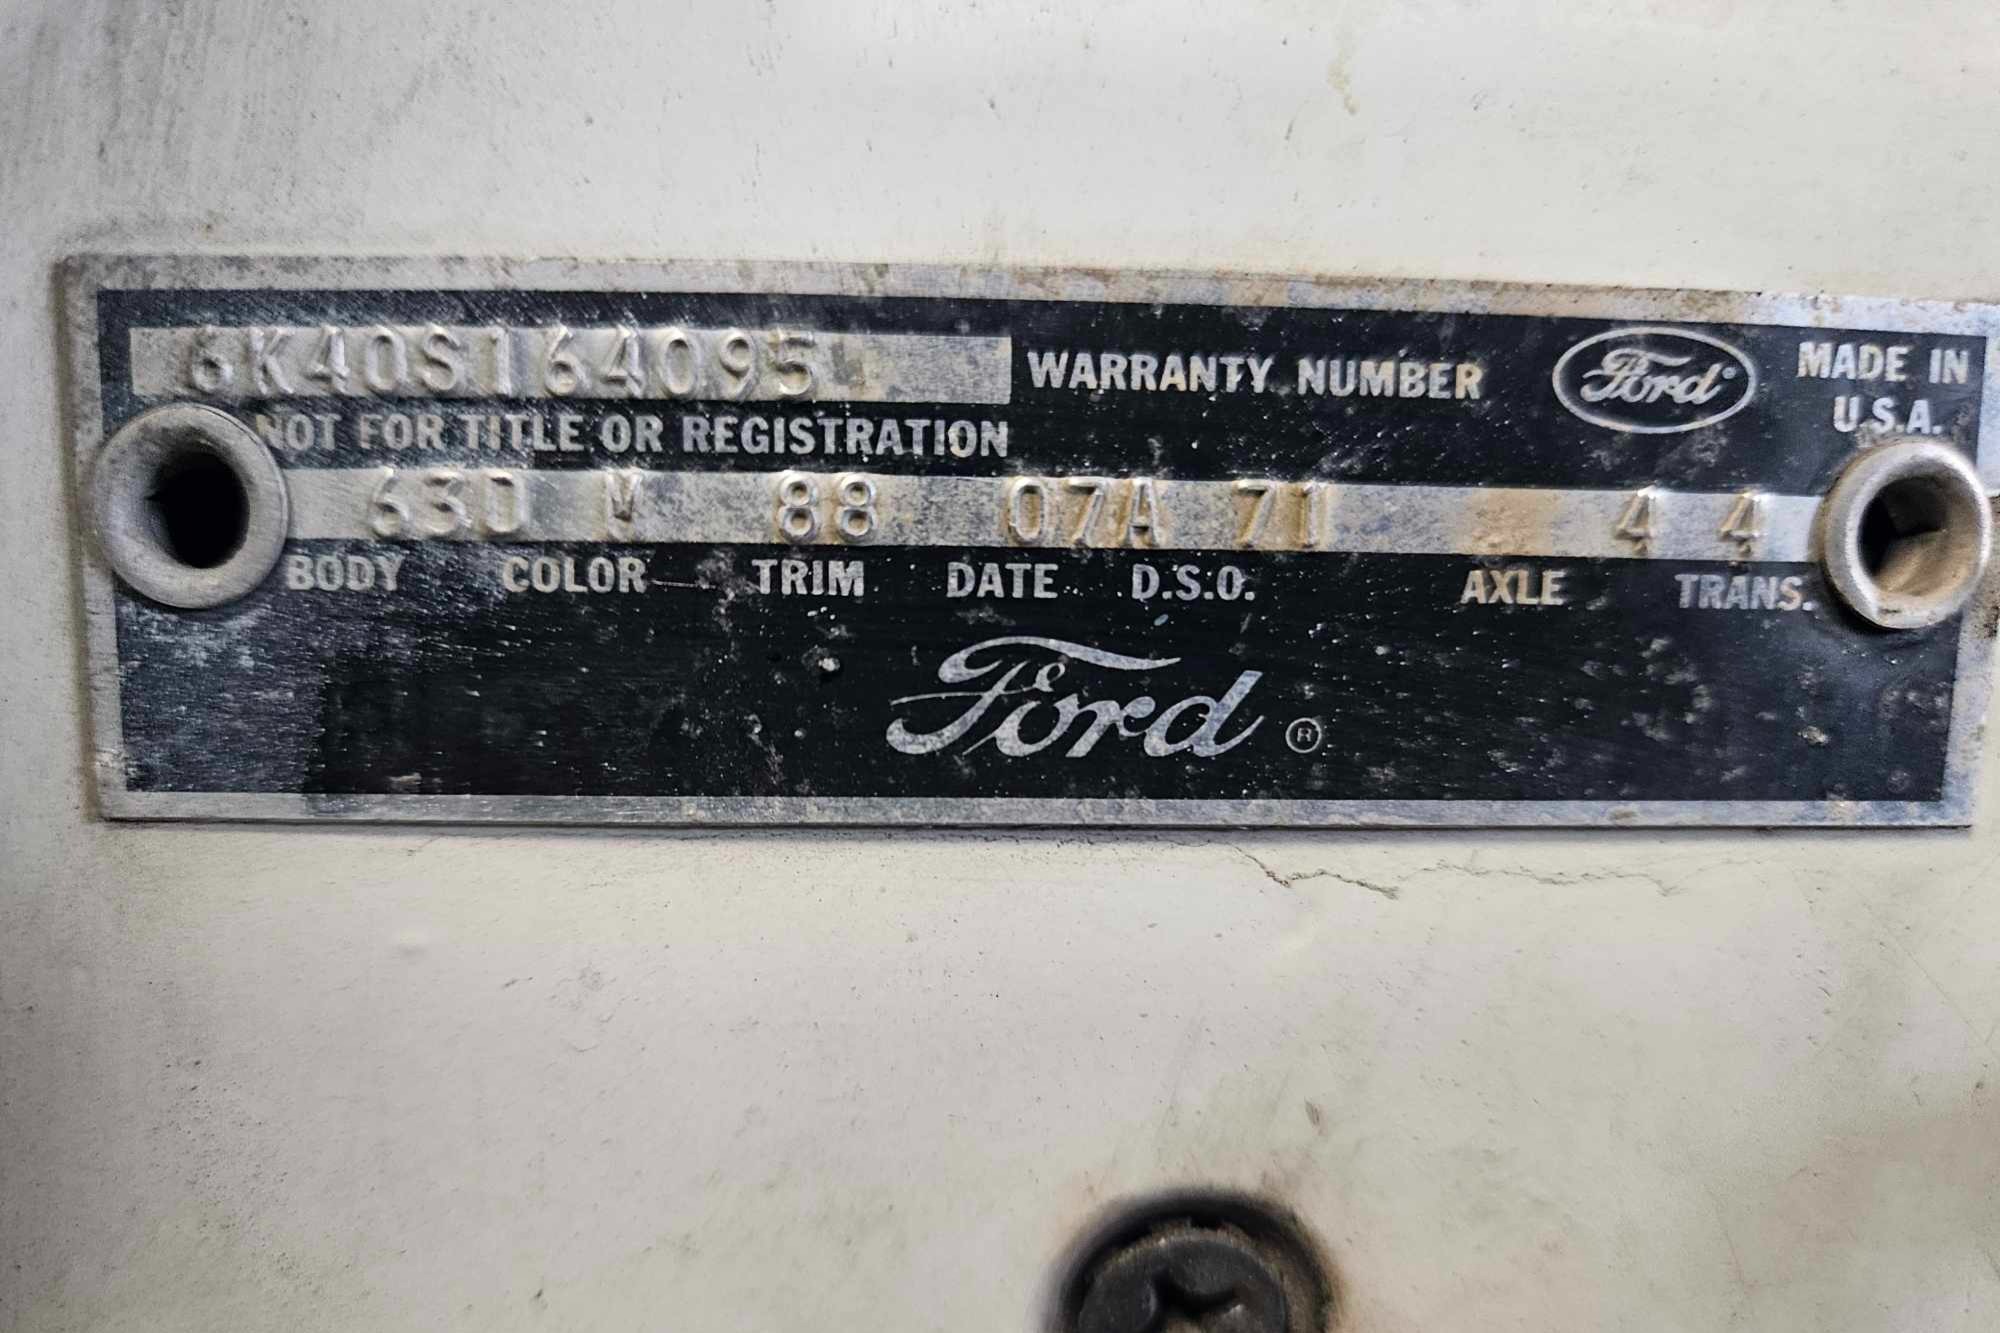 6K40S164095 WARRANTY NUMBER Ford MADE IN
U.S.A.
NOT FOR TITLE OR REGISTRATION
63D 88 07A 71 4 4
BODY COLOR TRIM DATE D.S.O. AXLE TRANS.
Ford ®